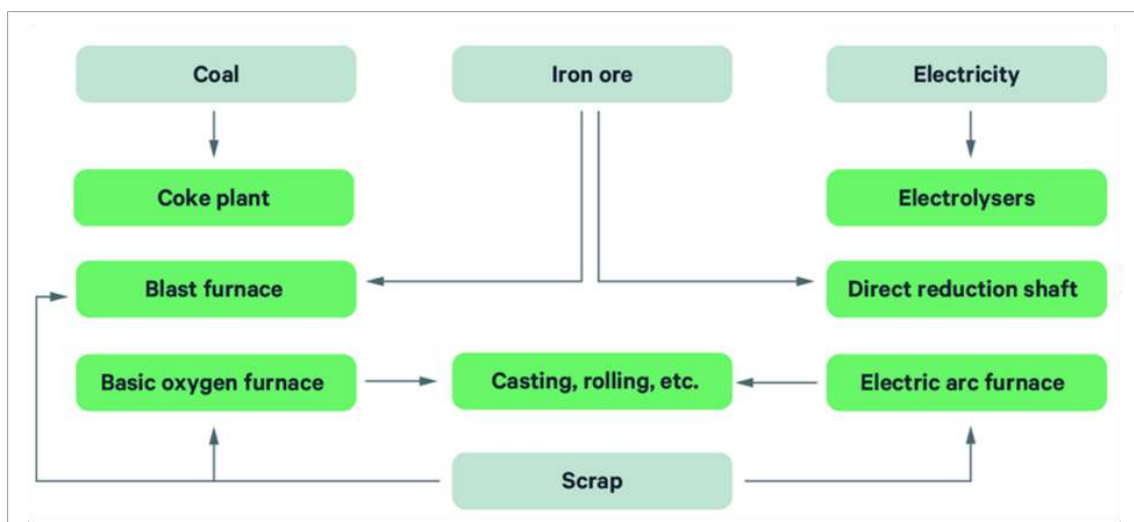 Coal
Iron ore
Electricity
Coke plant
Electrolysers
Blast furnace
Direct reduction shaft
Basic oxygen furnace
Casting, rolling, etc.
Electric arc furnace
Scrap